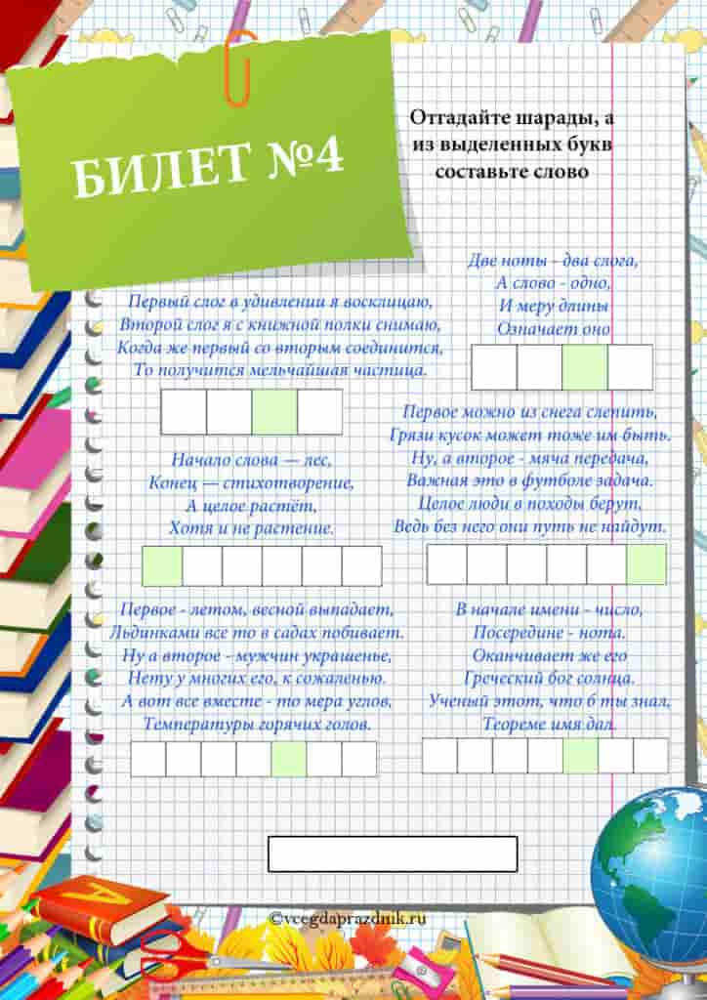 БИЛЕТ №4
Отгадайте шарады, а
из выделенных букв
составьте слово
Первый слог в удивлении я восклицаю,
Второй слог я с книжной полки снимаю,
Когда же первый со вторым соединится,
То получится мельчайшая частица.
Две ноты - два слога,
А слово - одно,
И меру длины
Означает оно
Начало слова — лес,
Конец — стихотворение,
А целое растёт,
Хотя и не растение.
Первое можно из снега слепить,
Грязи кусок может тоже им быть.
Ну, а второе - мяча передача,
Важная это в футболе задача.
Целое люди в походы берут,
Ведь без него они путь не найдут.
Первое - летом, весной выпадает,
Льдинками все то в садах побивает.
Ну а второе - мужчин украшенье,
Нету у многих его, к сожаленью.
А вот все вместе - то мера углов,
Температуры горячих голов.
В начале имени - число,
Посередине - нота.
Оканчивает же его
Греческий бог солнца.
Ученый этот, что б ты знал,
Теореме имя дал.
А
©vcegdaprazdnik.ru